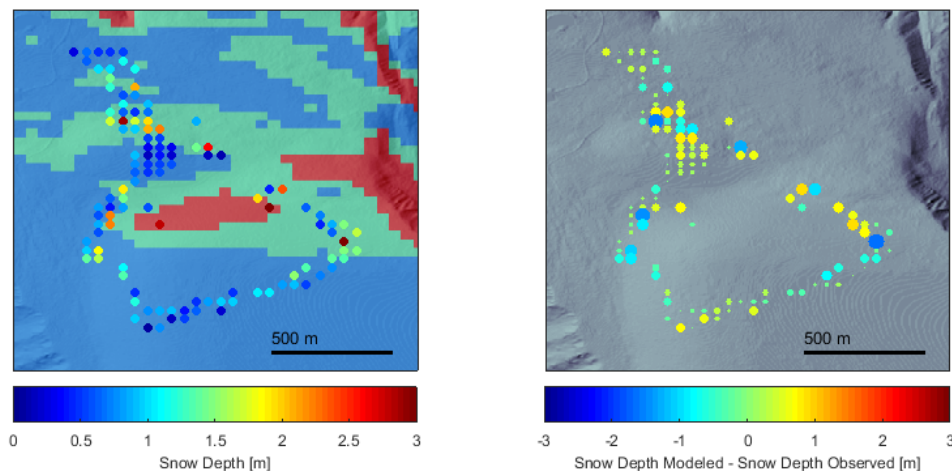 500 m
500 m
0 0.5 1 1.5 2 2.5 3
-3 -2 -1 0 1 2 3
Snow Depth [m]
Snow Depth Modeled - Snow Depth Observed [m]